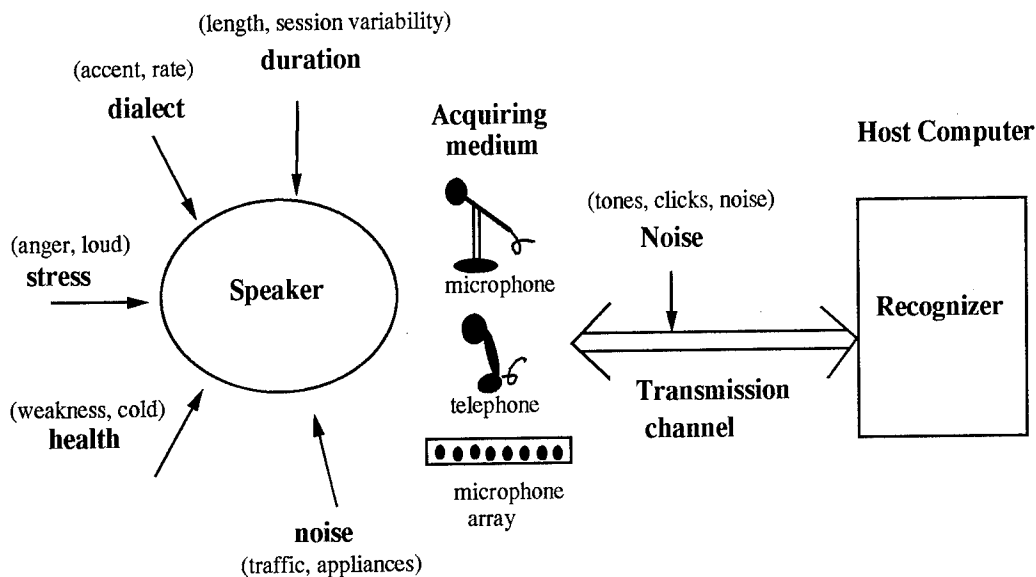 (length, session variability)
duration
(accent, rate)
dialect
(anger, loud)
stress
(weakness, cold)
health
noise
(traffic, appliances)
Speaker
Acquiring
medium
microphone
telephone
microphone
array
(tones, clicks, noise)
Noise
Transmission
channel
Host Computer
Recognizer